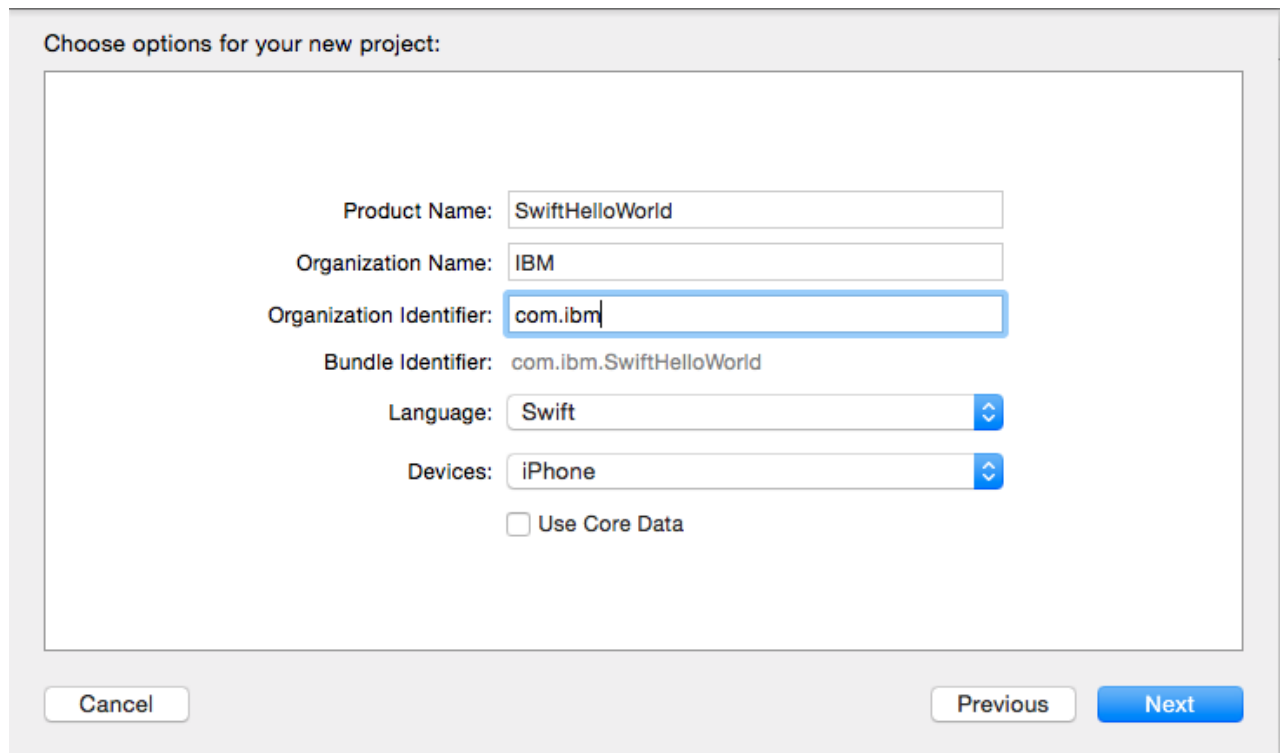 Choose options for your new project:
Product Name: SwiftHelloWorld
Organization Name: IBM
Organization Identifier: com.ibm
Bundle Identifier: com.ibm.SwiftHelloWorld
Language: Swift
Devices: iPhone
Use Core Data
Cancel Previous Next